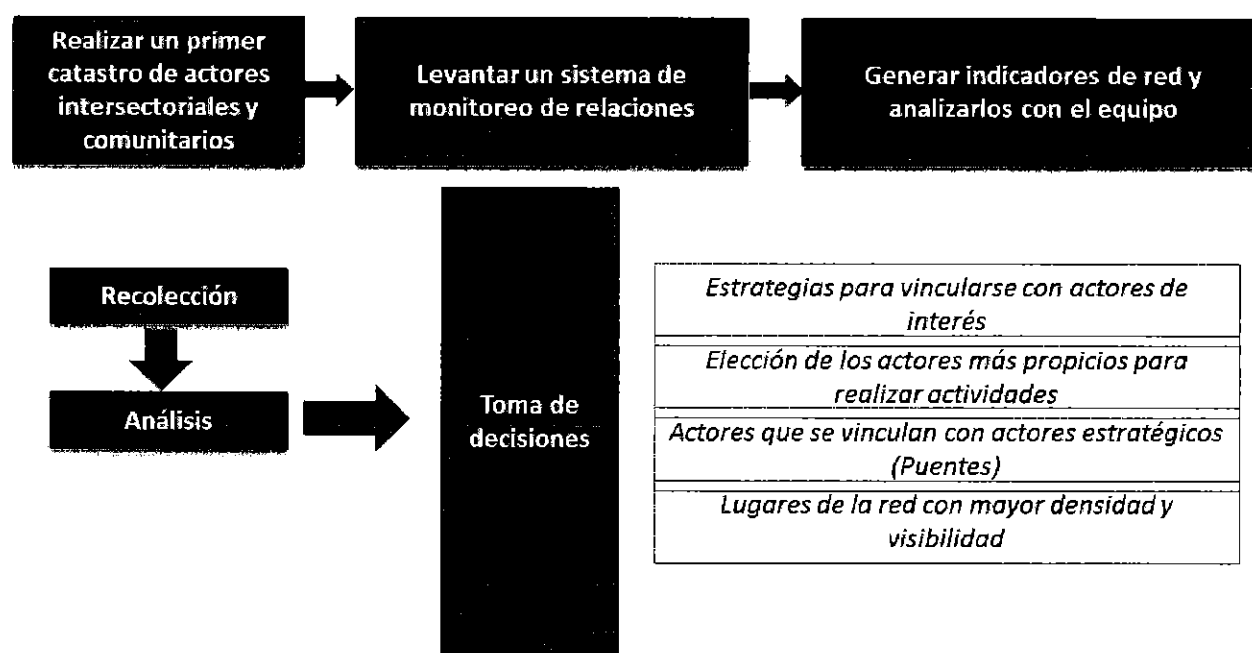 Realizar un primer
catastro de actores
intersectoriales y
comunitarios
Levantar un sistema de
monitoreo de relaciones
Generar indicadores de red y
analizarlos con el equipo
Recolección
Análisis
Toma de
decisiones
Estrategias para vincularse con actores de
interés
Elección de los actores más propicios para
realizar actividades
Actores que se vinculan con actores estratégicos
(Puentes)
Lugares de la red con mayor densidad y
visibilidad